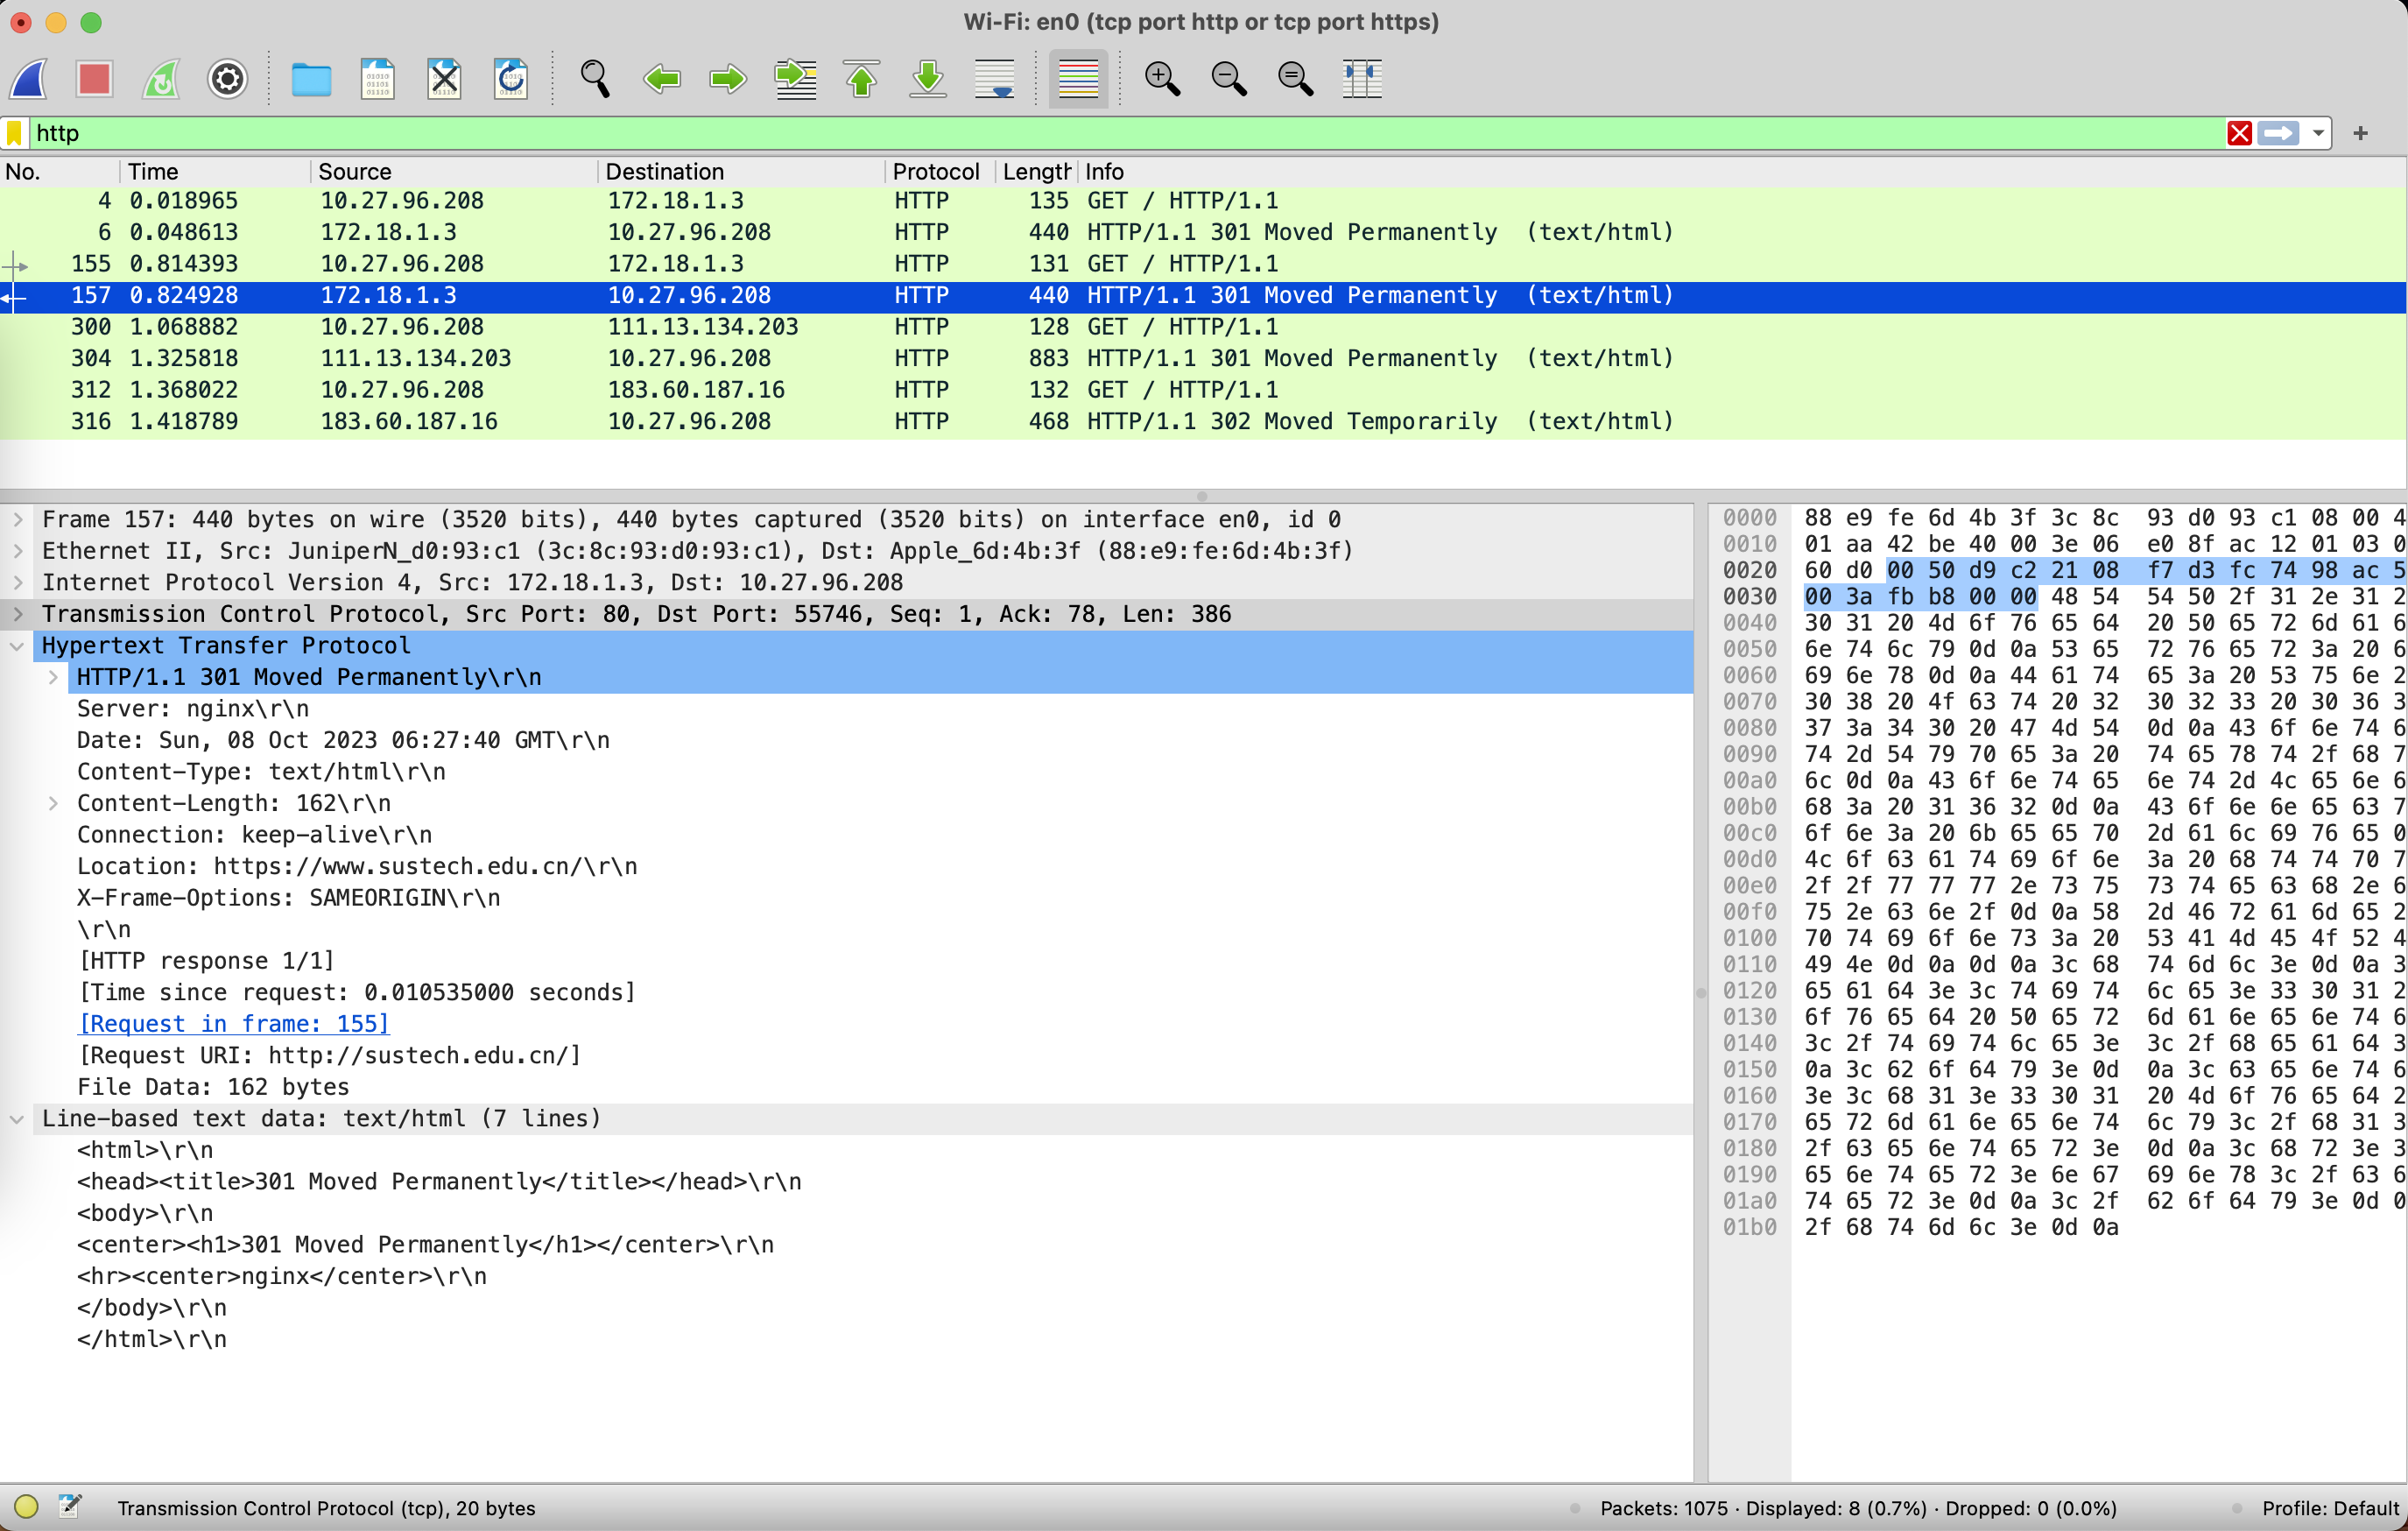 Wi-Fi: en0 (tcp port http or tcp port https)
http
No. Time Source Destination Protocol Length Info
4 0.018965 10.27.96.208 172.18.1.3 HTTP 135 GET / HTTP/1.1
6 0.048613 172.18.1.3 10.27.96.208 HTTP 440 HTTP/1.1 301 Moved Permanently (text/html)
155 0.814393 10.27.96.208 172.18.1.3 HTTP 131 GET / HTTP/1.1
157 0.824928 172.18.1.3 10.27.96.208 HTTP 440 HTTP/1.1 301 Moved Permanently (text/html)
300 1.068882 10.27.96.208 111.13.134.203 HTTP 128 GET / HTTP/1.1
304 1.325818 111.13.134.203 10.27.96.208 HTTP 883 HTTP/1.1 301 Moved Permanently (text/html)
312 1.368022 10.27.96.208 183.60.187.16 HTTP 132 GET / HTTP/1.1
316 1.418789 183.60.187.16 10.27.96.208 HTTP 468 HTTP/1.1 302 Moved Temporarily (text/html)
Frame 157: 440 bytes on wire (3520 bits), 440 bytes captured (3520 bits) on interface en0, id 0
Ethernet II, Src: JuniperN_d0:93:c1 (3c:8c:93:d0:93:c1), Dst: Apple_6d:4b:3f (88:e9:fe:6d:4b:3f)
Internet Protocol Version 4, Src: 172.18.1.3, Dst: 10.27.96.208
Transmission Control Protocol, Src Port: 80, Dst Port: 55746, Seq: 1, Ack: 78, Len: 386
Hypertext Transfer Protocol
HTTP/1.1 301 Moved Permanently\r\n
Server: nginx\r\n
Date: Sun, 08 Oct 2023 06:27:40 GMT\r\n
Content-Type: text/html\r\n
Content-Length: 162\r\n
Connection: keep-alive\r\n
Location: https://www.sustech.edu.cn/\r\n
X-Frame-Options: SAMEORIGIN\r\n
\r\n
[HTTP response 1/1]
[Time since request: 0.010535000 seconds]
[Request in frame: 155]
[Request URI: http://sustech.edu.cn/]
File Data: 162 bytes
Line-based text data: text/html (7 lines)
<html>\r\n
<head><title>301 Moved Permanently</title></head>\r\n
<body>\r\n
<center><h1>301 Moved Permanently</h1></center>\r\n
<hr><center>nginx</center>\r\n
</body>\r\n
</html>\r\n
0000 88 e9 fe 6d 4b 3f 3c 8c 93 d0 93 c1 08 00 4
0010 01 aa 42 be 40 00 3e 06 e0 8f ac 12 01 03 0
0020 60 d0 00 50 d9 c2 21 08 f7 d3 fc 74 98 ac 5
0030 00 3a fb b8 00 00 48 54 54 50 2f 31 2e 31 2
0040 30 31 20 4d 6f 76 65 64 20 50 65 72 6d 61 6
0050 6e 74 6c 79 0d 0a 53 65 72 76 65 72 3a 20 6
0060 69 6e 78 0d 0a 44 61 74 65 3a 20 53 75 6e 2
0070 30 38 20 4f 63 74 20 32 30 32 33 20 30 36 3
0080 37 3a 34 30 20 47 4d 54 0d 0a 43 6f 6e 74 6
0090 74 2d 54 79 70 65 3a 20 74 65 78 74 2f 68 7
00a0 6c 0d 0a 43 6f 6e 74 65 6e 74 2d 4c 65 6e 6
00b0 68 3a 20 31 36 32 0d 0a 43 6f 6e 6e 65 63 7
00c0 6f 6e 3a 20 6b 65 65 70 2d 61 6c 69 76 65 0
00d0 4c 6f 63 61 74 69 6f 6e 3a 20 68 74 74 70 7
00e0 2f 2f 77 77 77 2e 73 75 73 74 65 63 68 2e 6
00f0 75 2e 63 6e 2f 0d 0a 58 2d 46 72 61 6d 65 2
0100 70 74 69 6f 6e 73 3a 20 53 41 4d 45 4f 52 4
0110 49 4e 0d 0a 0d 0a 3c 68 74 6d 6c 3e 0d 0a 3
0120 65 61 64 3e 3c 74 69 74 6c 65 3e 33 30 31 2
0130 6f 76 65 64 20 50 65 72 6d 61 6e 65 6e 74 6
0140 3c 2f 74 69 74 6c 65 3e 3c 2f 68 65 61 64 3
0150 0a 3c 62 6f 64 79 3e 0d 0a 3c 63 65 6e 74 6
0160 3e 3c 68 31 3e 33 30 31 20 4d 6f 76 65 64 2
0170 65 72 6d 61 6e 65 6e 74 6c 79 3c 2f 68 31 3
0180 2f 63 65 6e 74 65 72 3e 0d 0a 3c 68 72 3e 3
0190 65 6e 74 65 72 3e 6e 67 69 6e 78 3c 2f 63 6
01a0 74 65 72 3e 0d 0a 3c 2f 62 6f 64 79 3e 0d 0
01b0 2f 68 74 6d 6c 3e 0d 0a
Transmission Control Protocol (tcp), 20 bytes
Packets: 1075 · Displayed: 8 (0.7%) · Dropped: 0 (0.0%)
Profile: Default